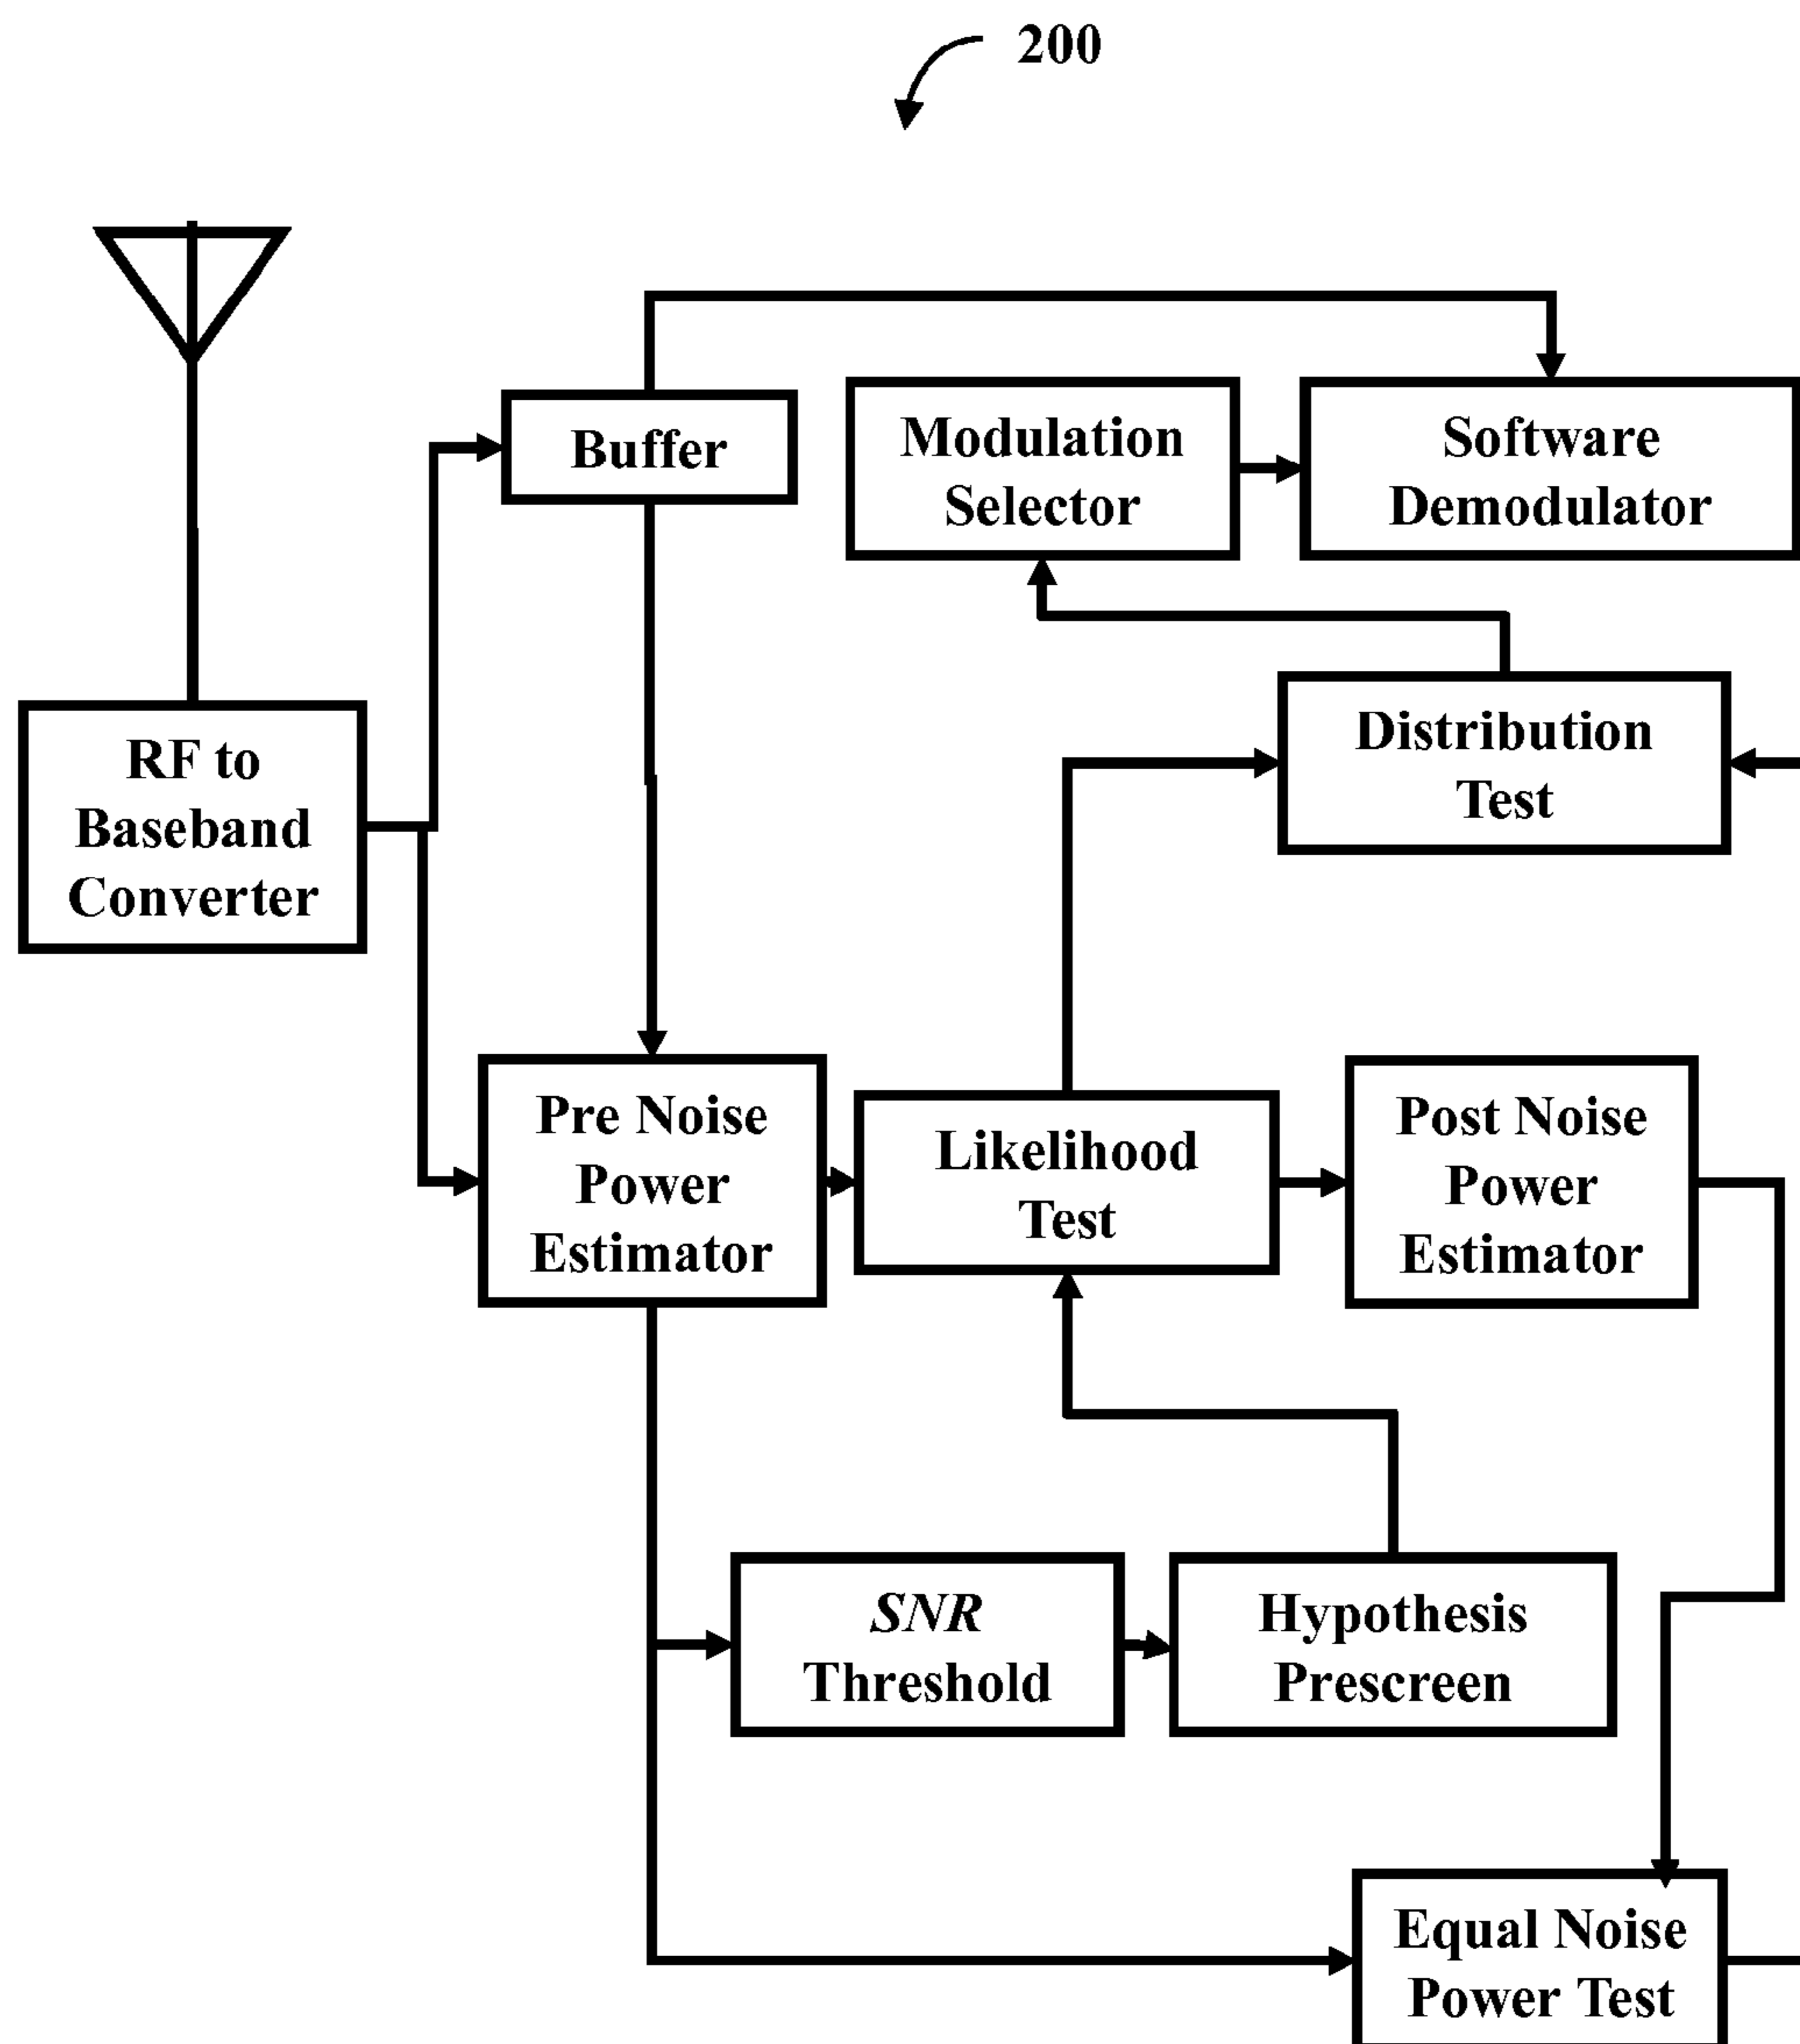 200
Buffer
Modulation
Selector
Software
Demodulator
RF to
Baseband
Converter
Distribution
Test
Pre Noise
Power
Estimator
Likelihood
Test
Post Noise
Power
Estimator
SNR
Threshold
Hypothesis
Prescreen
Equal Noise
Power Test